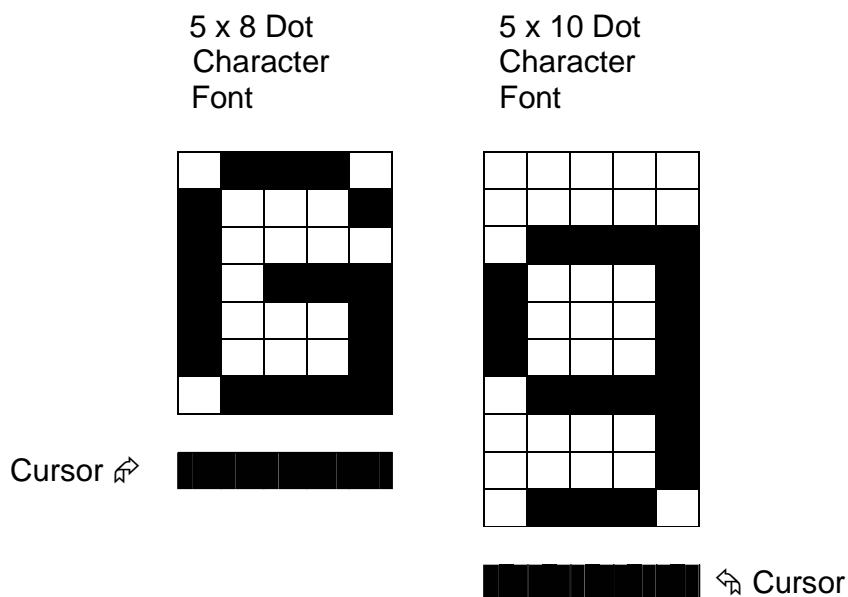 5 x 8 Dot
Character
Font
5 x 10 Dot
Character
Font
Cursor
Cursor